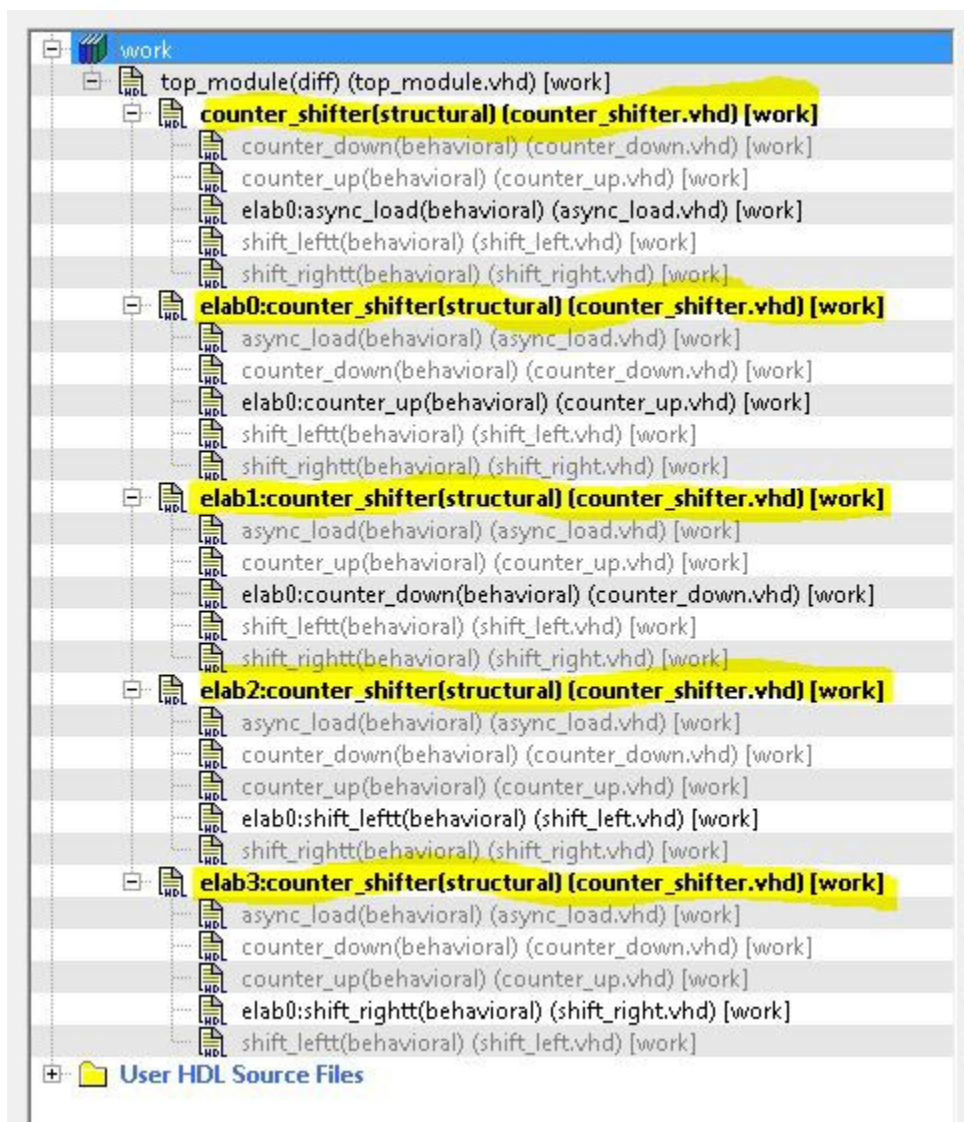 work
top_module(diff) (top_module.vhd) [work]
counter_shifter(structural) (counter_shifter.vhd) [work]
counter_down(behavioral) (counter_down.vhd) [work]
counter_up(behavioral) (counter_up.vhd) [work]
elab0:async_load(behavioral) (async_load.vhd) [work]
shift_leftt(behavioral) (shift_left.vhd) [work]
shift_rightt(behavioral) (shift_right.vhd) [work]
elab0:counter_shifter(structural) (counter_shifter.vhd) [work]
async_load(behavioral) (async_load.vhd) [work]
counter_down(behavioral) (counter_down.vhd) [work]
elab0:counter_up(behavioral) (counter_up.vhd) [work]
shift_leftt(behavioral) (shift_left.vhd) [work]
shift_rightt(behavioral) (shift_right.vhd) [work]
elab1:counter_shifter(structural) (counter_shifter.vhd) [work]
async_load(behavioral) (async_load.vhd) [work]
counter_up(behavioral) (counter_up.vhd) [work]
elab0:counter_down(behavioral) (counter_down.vhd) [work]
shift_leftt(behavioral) (shift_left.vhd) [work]
shift_rightt(behavioral) (shift_right.vhd) [work]
elab2:counter_shifter(structural) (counter_shifter.vhd) [work]
async_load(behavioral) (async_load.vhd) [work]
counter_down(behavioral) (counter_down.vhd) [work]
counter_up(behavioral) (counter_up.vhd) [work]
elab0:shift_leftt(behavioral) (shift_left.vhd) [work]
shift_rightt(behavioral) (shift_right.vhd) [work]
elab3:counter_shifter(structural) (counter_shifter.vhd) [work]
async_load(behavioral) (async_load.vhd) [work]
counter_down(behavioral) (counter_down.vhd) [work]
counter_up(behavioral) (counter_up.vhd) [work]
elab0:shift_rightt(behavioral) (shift_right.vhd) [work]
shift_leftt(behavioral) (shift_left.vhd) [work]
User HDL Source Files